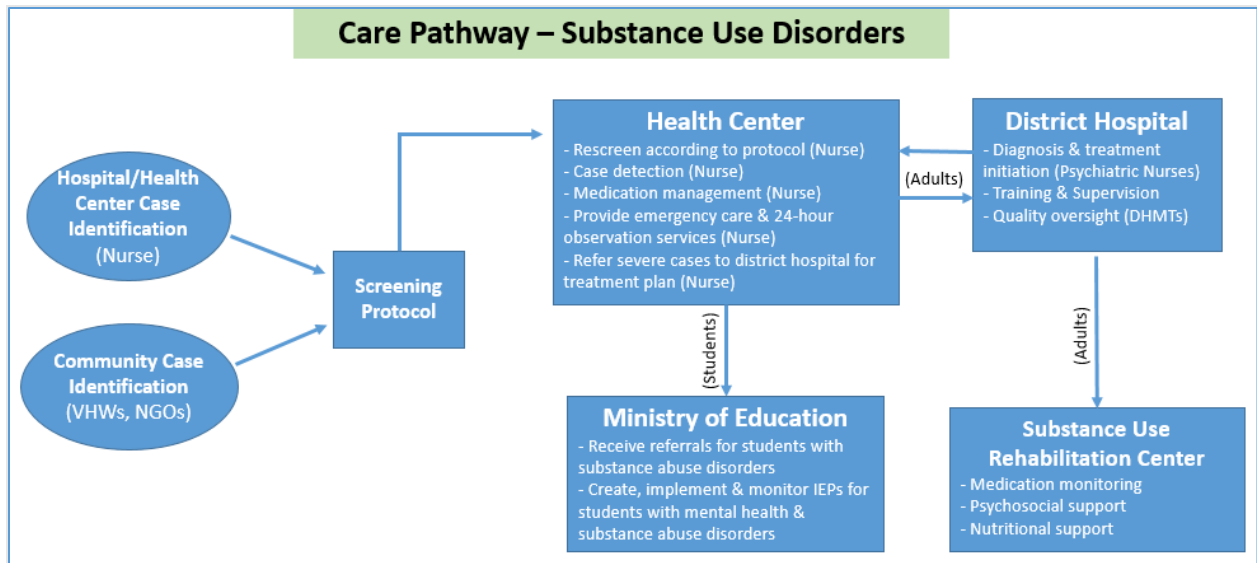 Care Pathway – Substance Use Disorders
Hospital/Health
Center Case
Identification
(Nurse)
Community Case
Identification
(VHWs, NGOs)
Screening
Protocol
Health Center
- Rescreen according to protocol (Nurse)
- Case detection (Nurse)
- Medication management (Nurse)
- Provide emergency care & 24-hour
observation services (Nurse)
- Refer severe cases to district hospital for
treatment plan (Nurse)
(Adults)
District Hospital
- Diagnosis & treatment
initiation (Psychiatric Nurses)
- Training & Supervision
- Quality oversight (DHMTs)
(Students)
(Adults)
Ministry of Education
- Receive referrals for students with
substance abuse disorders
- Create, implement & monitor IEPs for
students with mental health &
substance abuse disorders
Substance Use
Rehabilitation Center
- Medication monitoring
- Psychosocial support
- Nutritional support